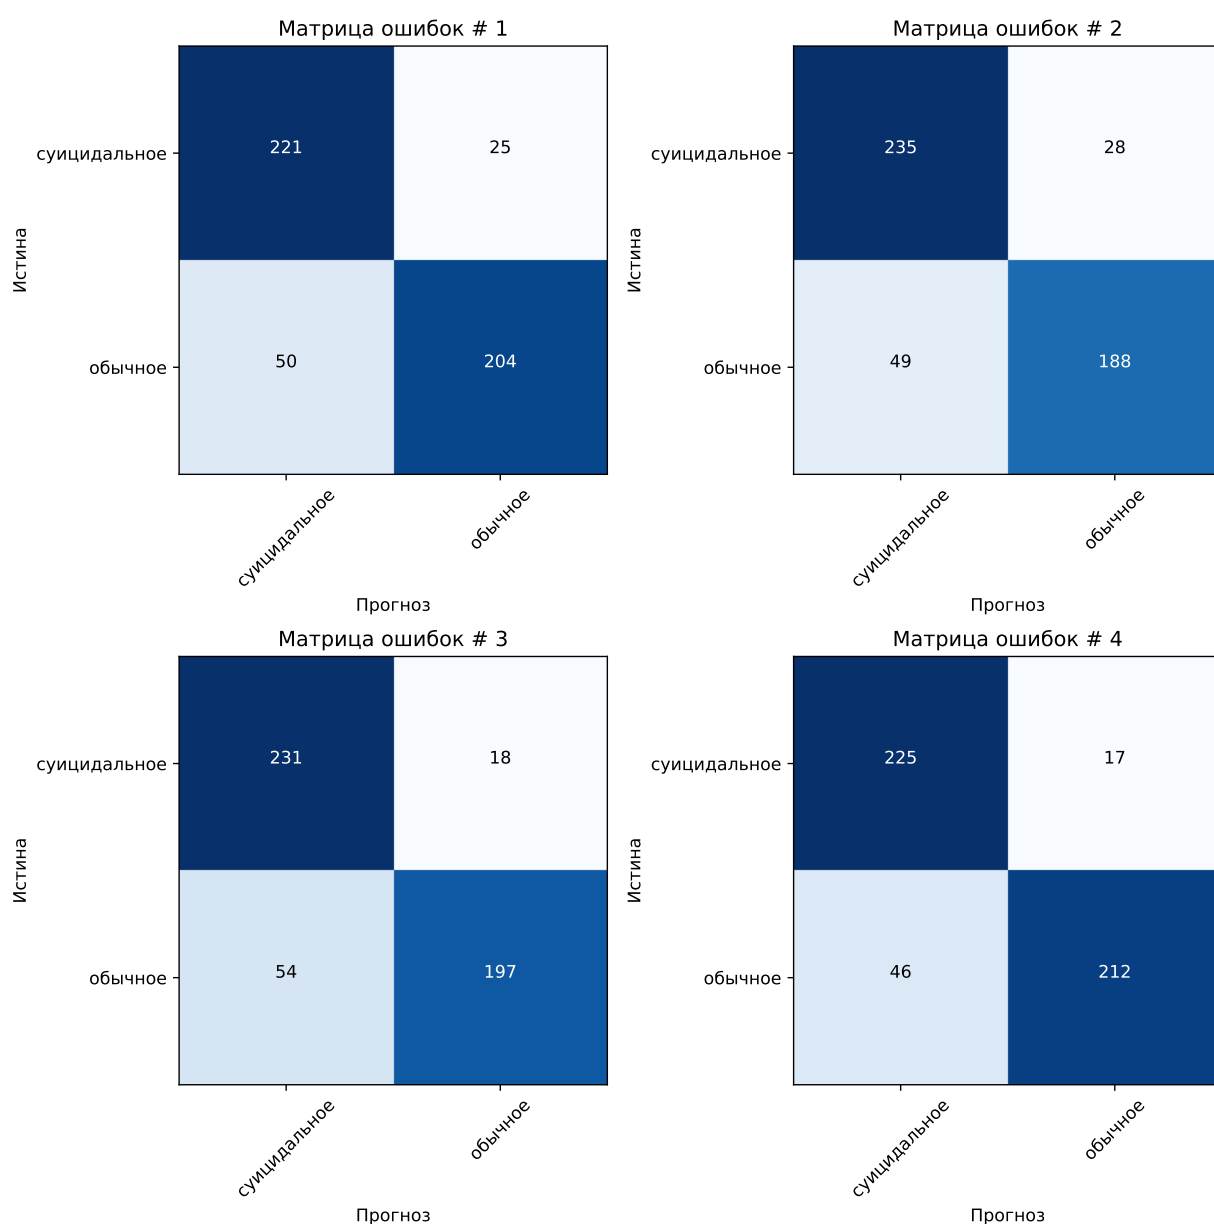 Матрица ошибок # 1
суицидальное
221
25
Истина
обычное
50
204
суицидальное
обычное
Прогноз
Матрица ошибок # 2
суицидальное
235
28
Истина
обычное
49
188
суицидальное
обычное
Прогноз
Матрица ошибок # 3
суицидальное
231
18
Истина
обычное
54
197
суицидальное
обычное
Прогноз
Матрица ошибок # 4
суицидальное
225
17
Истина
обычное
46
212
суицидальное
обычное
Прогноз